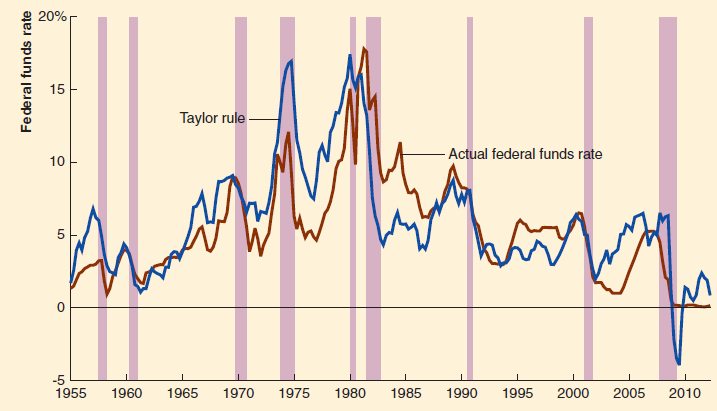 Federal funds rate
20%
15
10
5
0
-5
Taylor rule
Actual federal funds rate
1955 1960 1965 1970 1975 1980 1985 1990 1995 2000 2005 2010